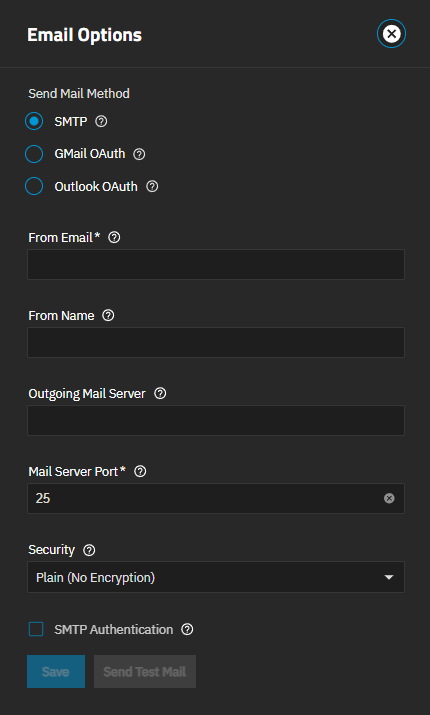 Email Options
Send Mail Method
SMTP
GMail OAuth
Outlook OAuth
From Email*
From Name
Outgoing Mail Server
Mail Server Port*
25
Security
Plain (No Encryption)
SMTP Authentication
Save Send Test Mail